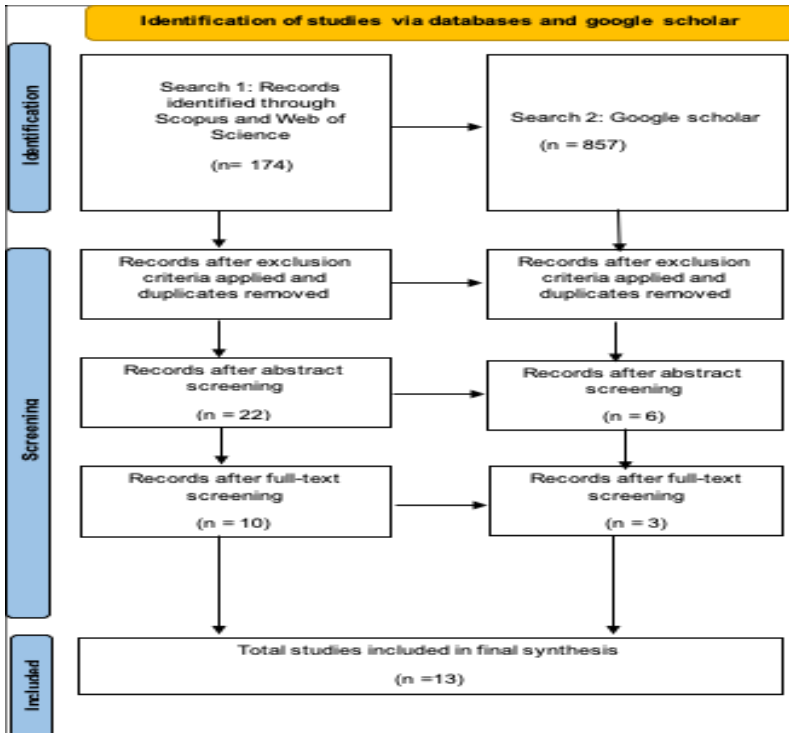 Identification of studies via databases and google scholar
Identification
Search 1: Records
identified through
Scopus and Web of
Science
(n= 174)
Search 2: Google scholar
(n = 857)
Screening
Records after exclusion
criteria applied and
duplicates removed
Records after exclusion
criteria applied and
duplicates removed
Records after abstract
screening
(n = 22)
Records after abstract
screening
(n = 6)
Records after full-text
screening
(n = 10)
Records after full-text
screening
(n = 3)
Included
Total studies included in final synthesis
(n =13)